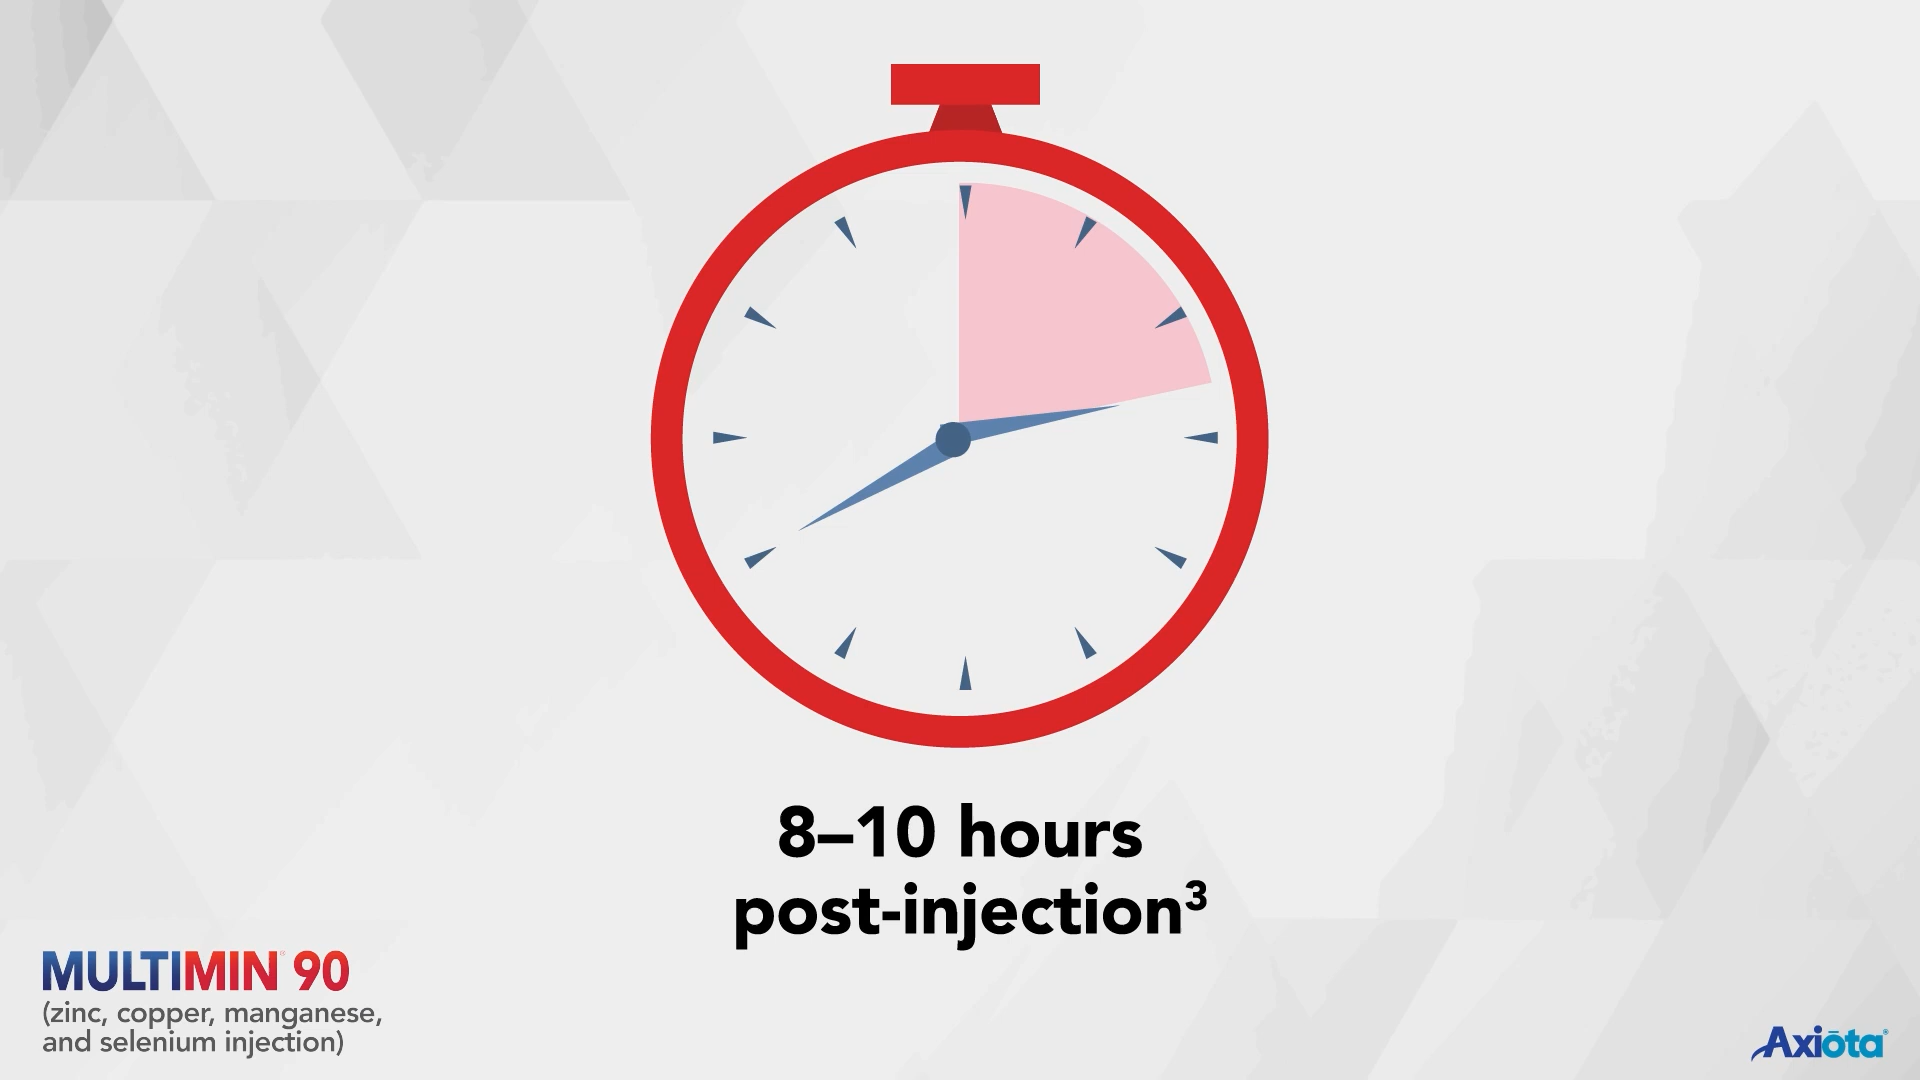 8–10 hours
post-injection³
MULTIMIN® 90
(zinc, copper, manganese,
and selenium injection)
Axiōta®